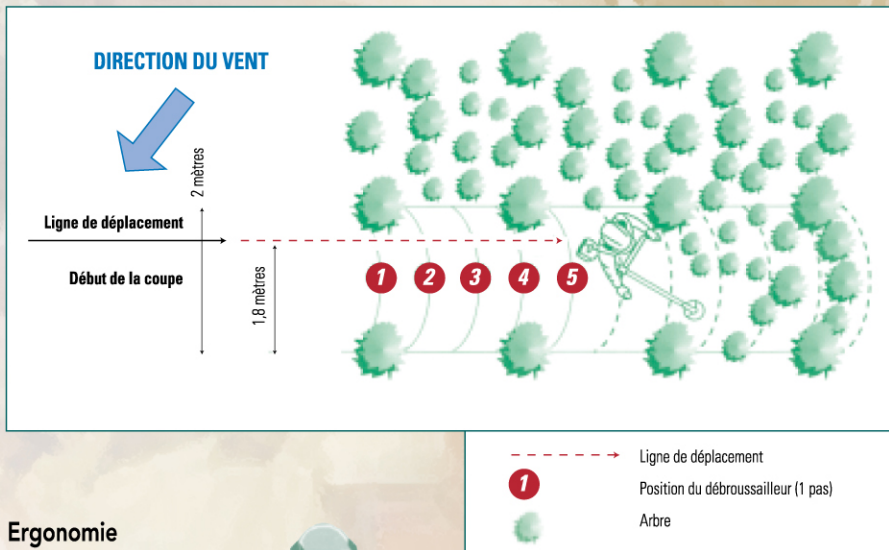 DIRECTION DU VENT
2 mètres
Ligne de déplacement
Début de la coupe
1,8 mètres
1 2 3 4 5
Ligne de déplacement
1 Position du débroussailleur (1 pas)
Arbre
Ergonomie